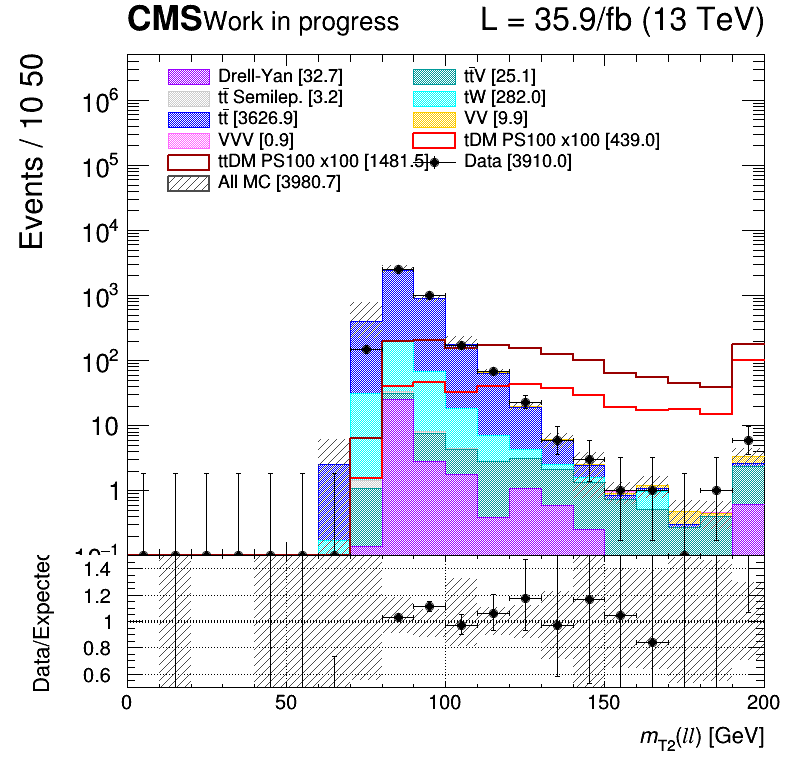 CMS Work in progress L = 35.9/fb (13 TeV)
Events / 10 50
Drell-Yan [32.7] tt̄V [25.1]
tt̄ Semilep. [3.2] tW [282.0]
tt̄ [3626.9] VV [9.9]
VVV [0.9] tDM PS100 x100 [439.0]
ttDM PS100 x100 [1481.5] Data [3910.0]
All MC [3980.7]
10⁶
10⁵
10⁴
10³
10²
10
1
10⁻¹
Data/Expected
1.4
1.2
1
0.8
0.6
0 50 100 150 200
m_T2(ll) [GeV]